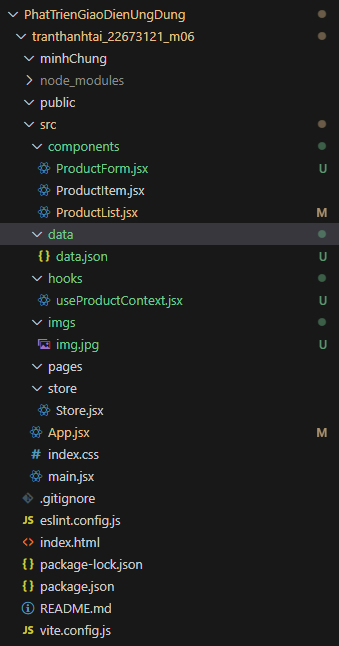 PhatTrienGiaoDienUngDung
tranthanhtai_22673121_m06
minhChung
node_modules
public
src
components
ProductForm.jsx U
ProductItem.jsx
ProductList.jsx M
data
{} data.json U
hooks
useProductContext.jsx U
imgs
img.jpg U
pages
store
Store.jsx
App.jsx M
# index.css
main.jsx
.gitignore
JS eslint.config.js
<> index.html
{} package-lock.json
{} package.json
README.md
JS vite.config.js